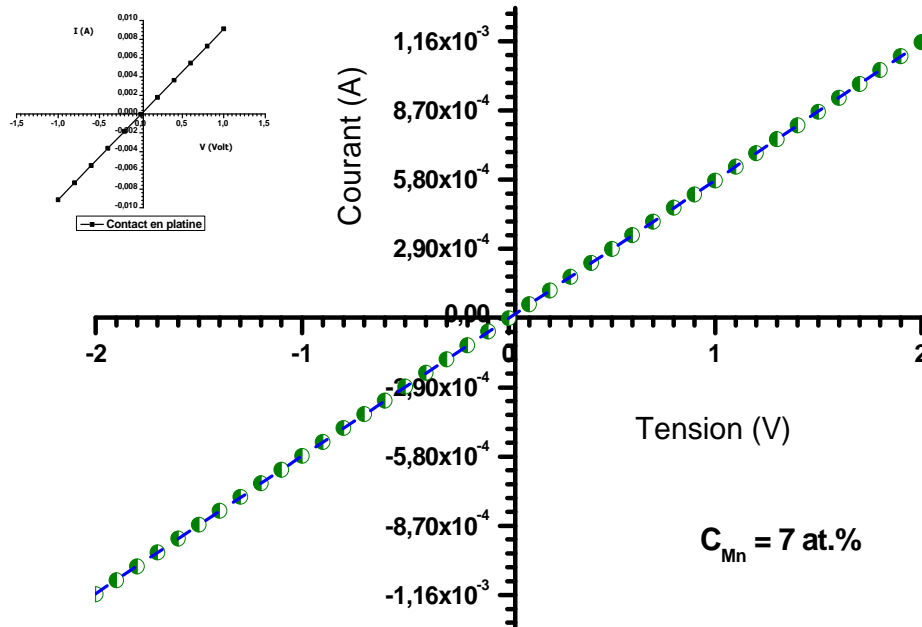 I (A)
0,010
0,008
0,006
0,004
0,002
0,000
-1,5 -1,0 -0,5 0,0 0,5 1,0 1,5
-0,002
V (Volt)
-0,004
-0,006
-0,008
-0,010
Contact en platine
Courant (A)
1,16x10⁻³
8,70x10⁻⁴
5,80x10⁻⁴
2,90x10⁻⁴
0,00
-2 -1 0 1 2
-2,90x10⁻⁴
Tension (V)
-5,80x10⁻⁴
-8,70x10⁻⁴
C_Mn = 7 at.%
-1,16x10⁻³